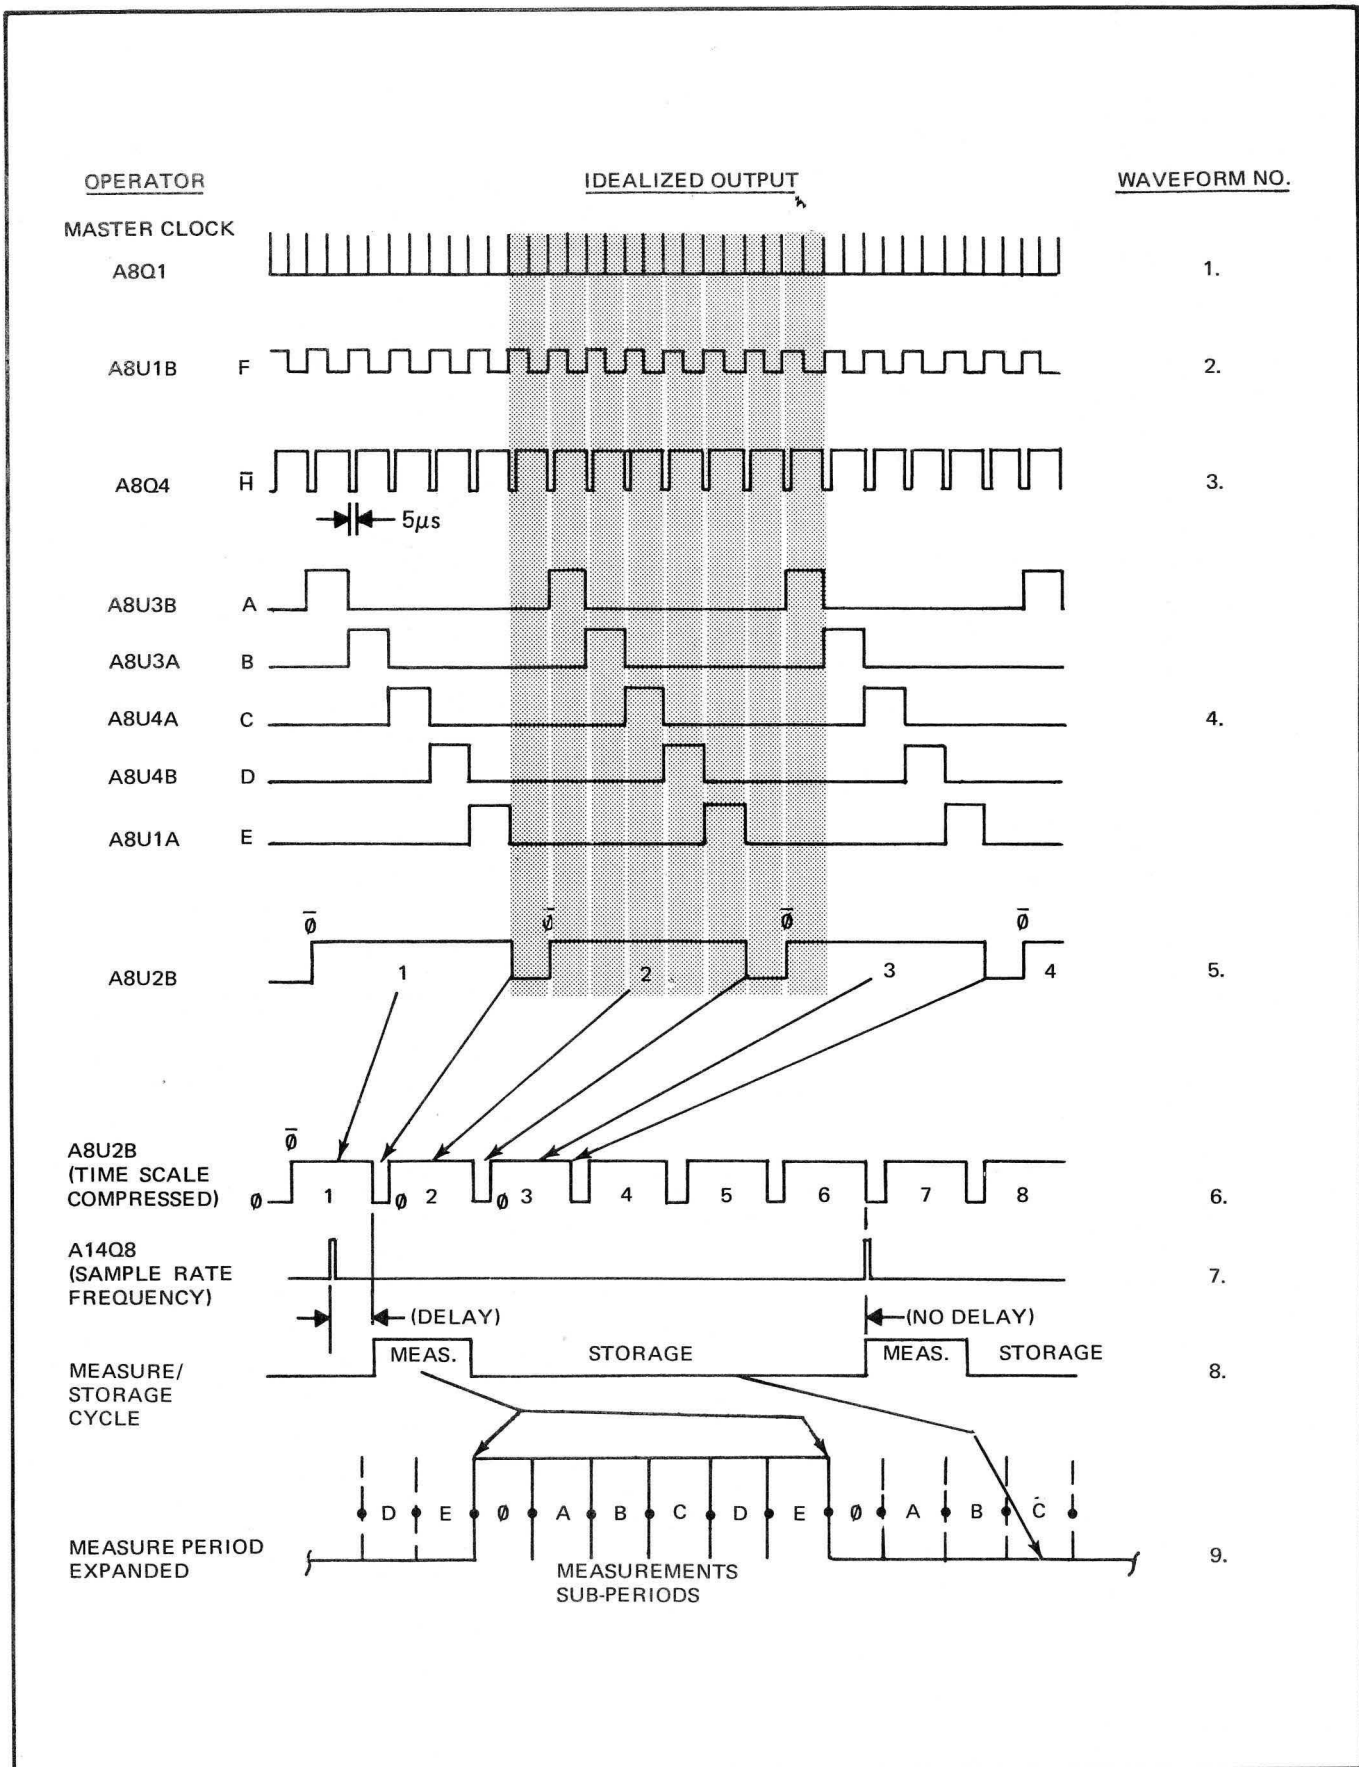 OPERATOR IDEALIZED OUTPUT WAVEFORM NO.
MASTER CLOCK
A8Q1 1.
A8U1B F 2.
A8Q4 H̅ 3.
5μs
A8U3B A
A8U3A B
A8U4A C 4.
A8U4B D
A8U1A E
Ø̅ Ø̅ Ø̅ Ø̅
A8U2B 1 2 3 4 5.
Ø̅
A8U2B
(TIME SCALE
COMPRESSED) Ø 1 Ø 2 Ø 3 4 5 6 7 8 6.
A14Q8
(SAMPLE RATE 7.
FREQUENCY)
(DELAY) (NO DELAY)
MEAS. STORAGE MEAS. STORAGE
MEASURE/ 8.
STORAGE
CYCLE
D E Ø A B C D E Ø A B C
MEASURE PERIOD 9.
EXPANDED
MEASUREMENTS
SUB-PERIODS